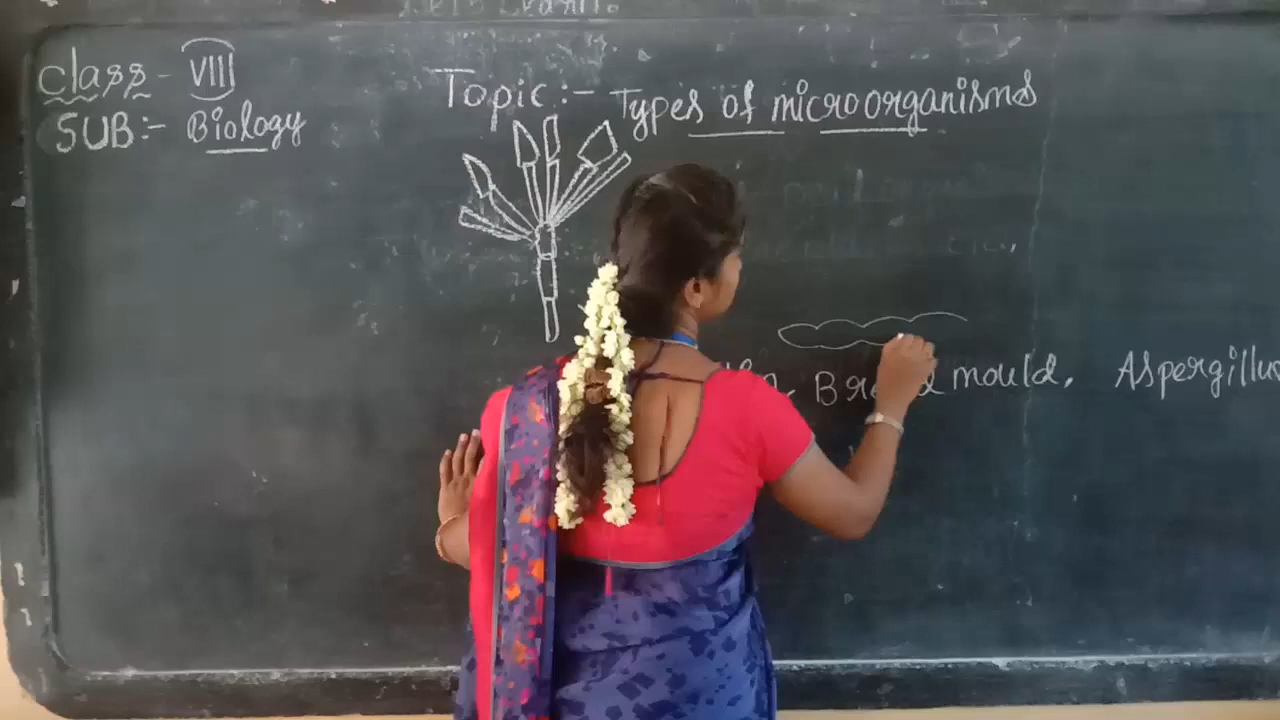 Class - VIII
SUB:- Biology
Topic:- Types of microorganisms
mould, Aspergillus